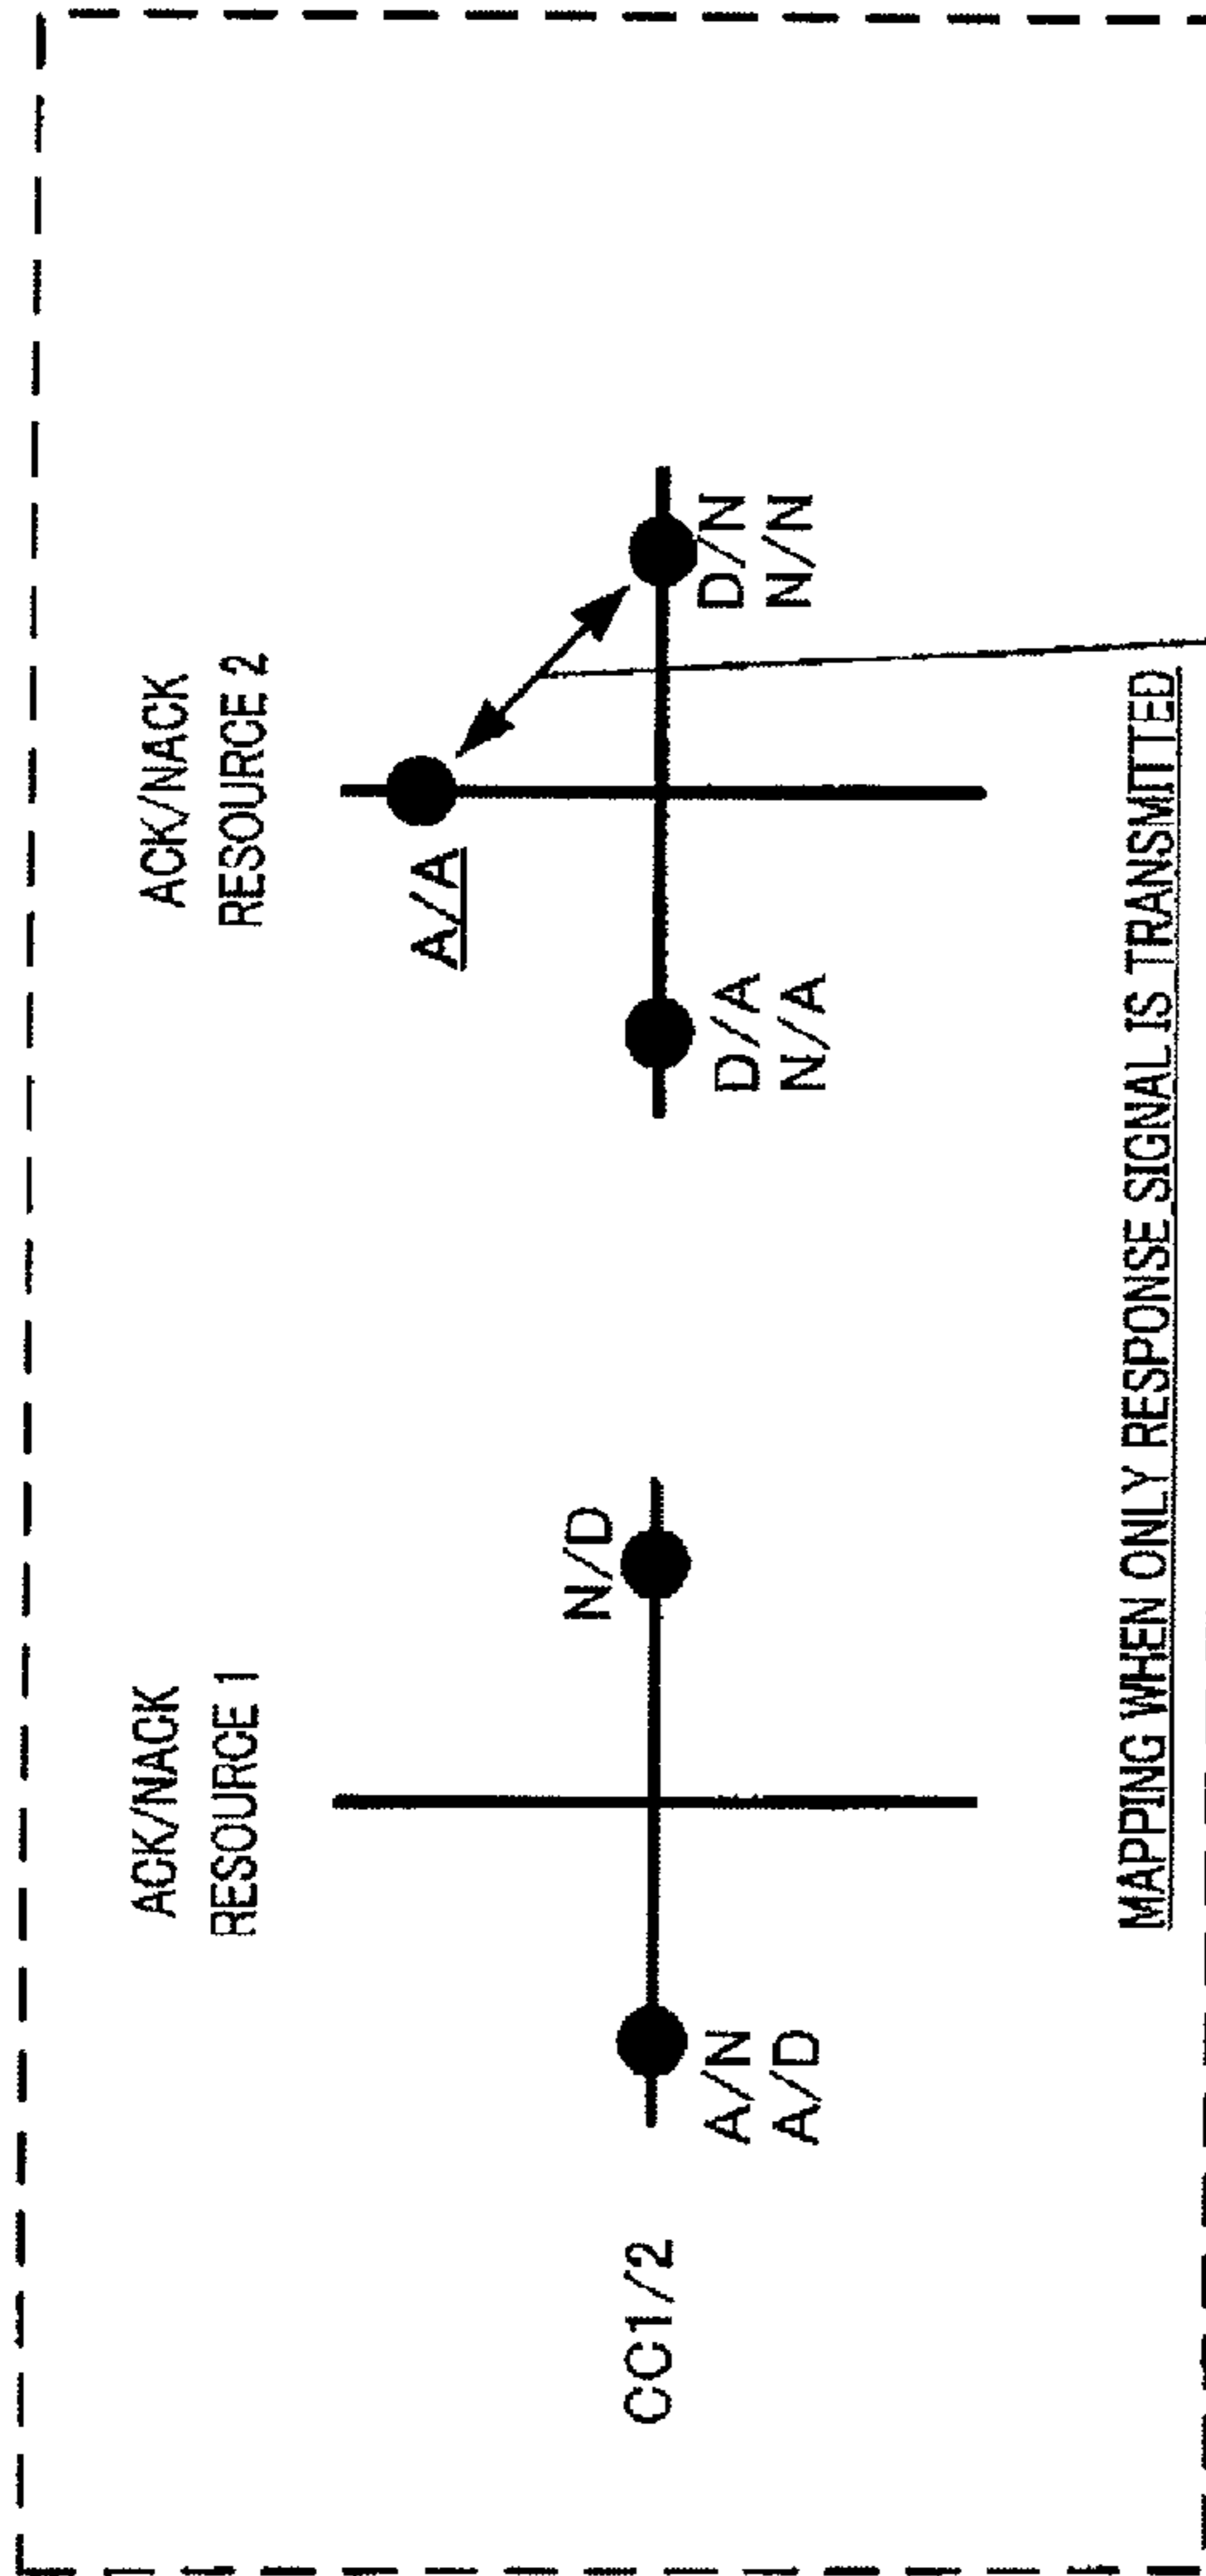 ACK/NACK
RESOURCE 1
ACK/NACK
RESOURCE 2
A/A
CC1/2
N/D
A/N
A/D
D/A
N/A
D/N
N/N
MAPPING WHEN ONLY RESPONSE SIGNAL IS TRANSMITTED